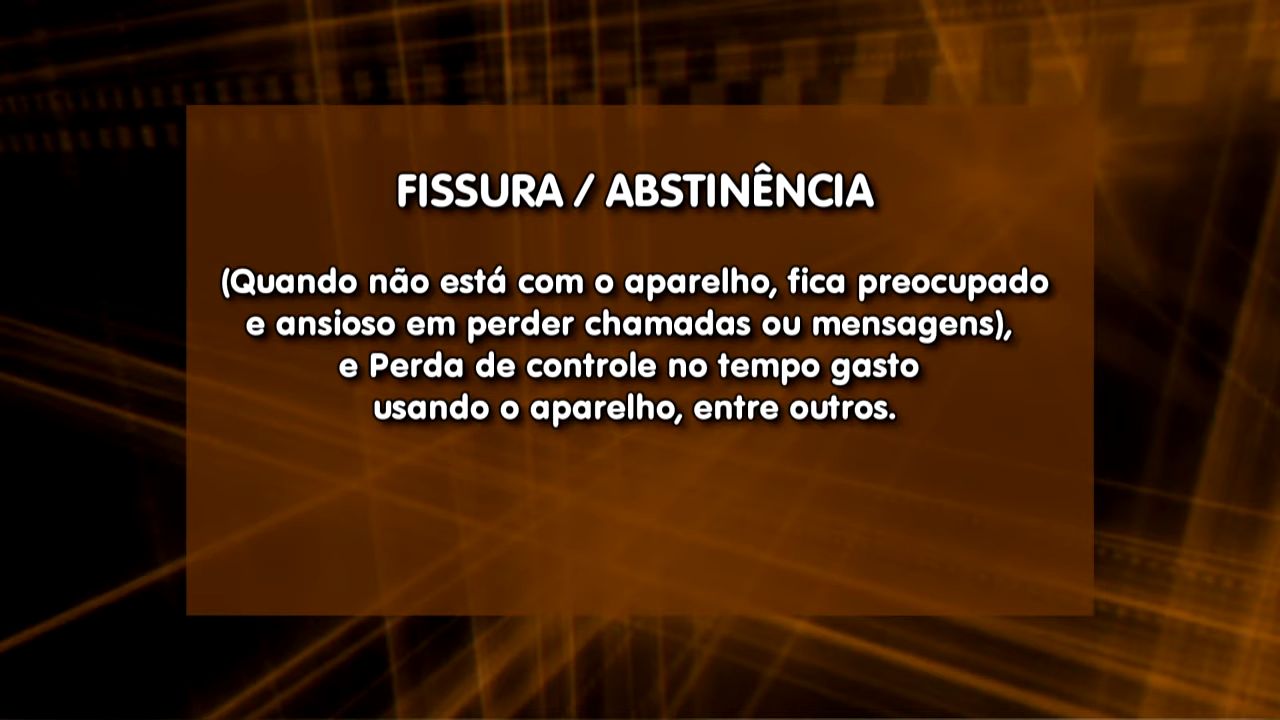 FISSURA / ABSTINÊNCIA
(Quando não está com o aparelho, fica preocupado
e ansioso em perder chamadas ou mensagens),
e Perda de controle no tempo gasto
usando o aparelho, entre outros.